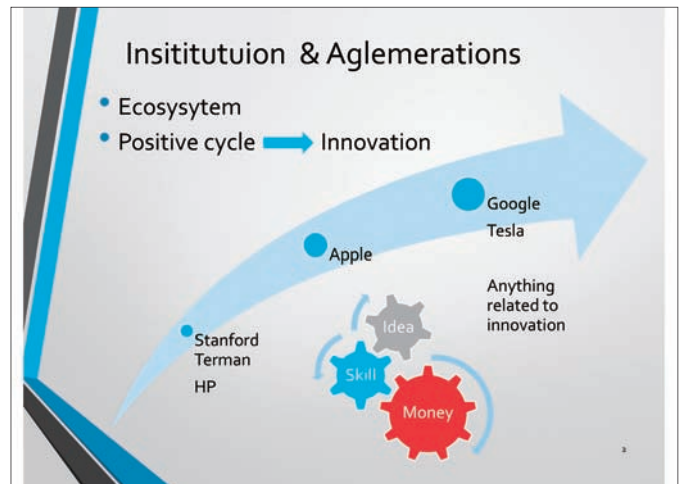 Insititutuion & Aglemerations
Ecosysytem
Positive cycle Innovation
Google
Tesla
Apple
Anything
related to
innovation
Stanford
Terman
HP
Idea
Skill
Money
2